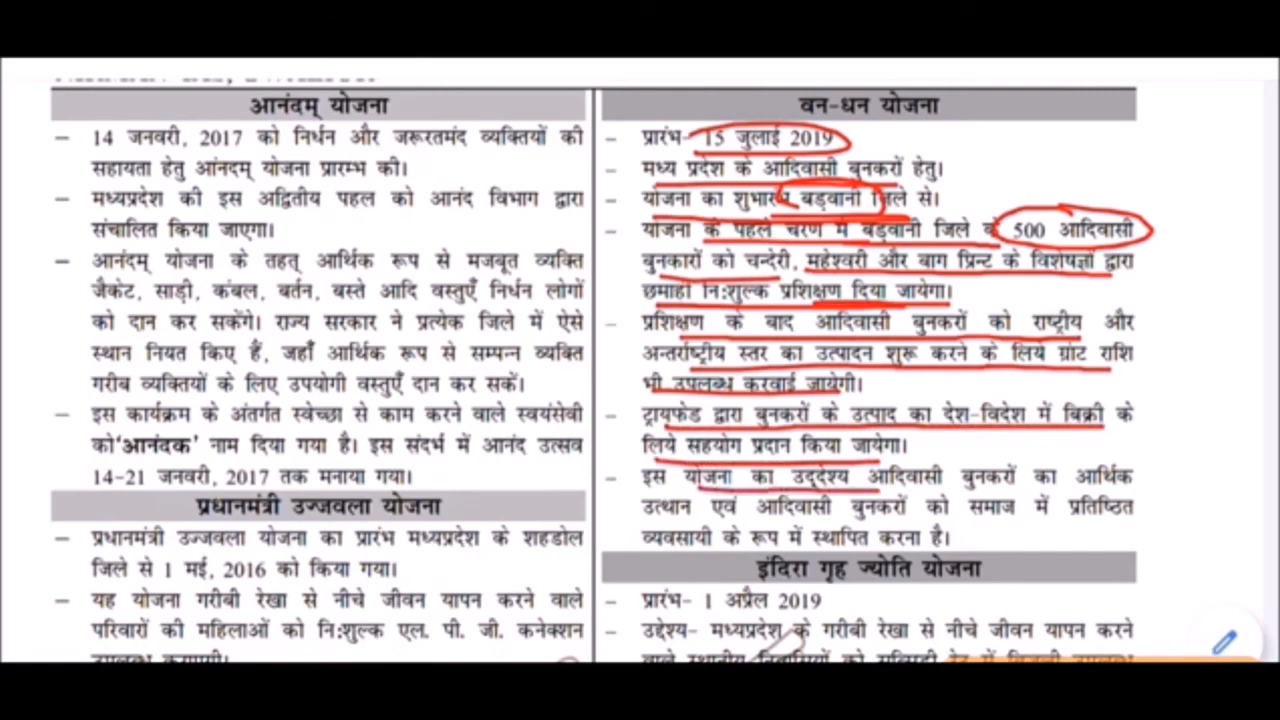 आनंदम् योजना
– 14 जनवरी, 2017 को निर्धन और जरूरतमंद व्यक्तियों की
सहायता हेतु आंनदम् योजना प्रारम्भ की।
– मध्यप्रदेश की इस अद्वितीय पहल को आनंद विभाग द्वारा
संचालित किया जाएगा।
– आनंदम् योजना के तहत् आर्थिक रूप से मजबूत व्यक्ति
जैकेट, साड़ी, कंबल, बर्तन, बस्ते आदि वस्तुएँ निर्धन लोगों
को दान कर सकेंगे। राज्य सरकार ने प्रत्येक जिले में ऐसे
स्थान नियत किए हैं, जहाँ आर्थिक रूप से सम्पन्न व्यक्ति
गरीब व्यक्तियों के लिए उपयोगी वस्तुएँ दान कर सकें।
– इस कार्यक्रम के अंतर्गत स्वेच्छा से काम करने वाले स्वयंसेवी
को 'आनंदक' नाम दिया गया है। इस संदर्भ में आनंद उत्सव
14-21 जनवरी, 2017 तक मनाया गया।
प्रधानमंत्री उज्जवला योजना
– प्रधानमंत्री उज्जवला योजना का प्रारंभ मध्यप्रदेश के शहडोल
जिले से 1 मई, 2016 को किया गया।
– यह योजना गरीबी रेखा से नीचे जीवन यापन करने वाले
परिवारों की महिलाओं को नि:शुल्क एल. पी. जी. कनेक्शन
वन-धन योजना
– प्रारंभ- 15 जुलाई 2019
– मध्य प्रदेश के आदिवासी बुनकरों हेतु।
– योजना का शुभारंभ बड़वानी जिले से।
– योजना के पहले चरण में बड़वानी जिले के 500 आदिवासी
बुनकारों को चन्देरी, महेश्वरी और बाग प्रिन्ट के विशेषज्ञों द्वारा
छमाही नि:शुल्क प्रशिक्षण दिया जायेगा।
– प्रशिक्षण के बाद आदिवासी बुनकरों को राष्ट्रीय और
अन्तर्राष्ट्रीय स्तर का उत्पादन शुरू करने के लिये ग्रांट राशि
भी उपलब्ध करवाई जायेगी।
– ट्रायफेड द्वारा बुनकरों के उत्पाद का देश-विदेश में बिक्री के
लिये सहयोग प्रदान किया जायेगा।
– इस योजना का उद्देश्य आदिवासी बुनकरों का आर्थिक
उत्थान एवं आदिवासी बुनकरों को समाज में प्रतिष्ठित
व्यवसायी के रूप में स्थापित करना है।
इंदिरा गृह ज्योति योजना
– प्रारंभ- 1 अप्रैल 2019
– उद्देश्य- मध्यप्रदेश के गरीबी रेखा से नीचे जीवन यापन करने